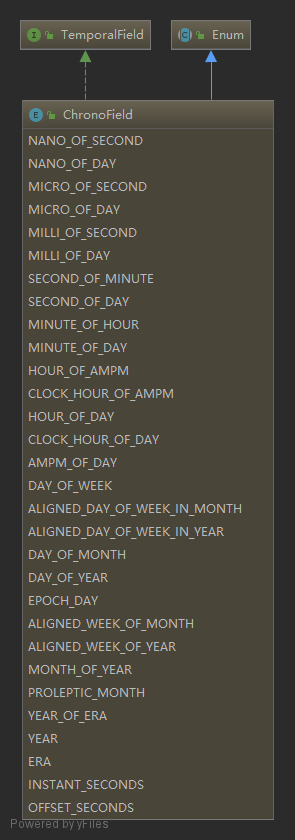 I TemporalField
C Enum
E ChronoField
NANO_OF_SECOND
NANO_OF_DAY
MICRO_OF_SECOND
MICRO_OF_DAY
MILLI_OF_SECOND
MILLI_OF_DAY
SECOND_OF_MINUTE
SECOND_OF_DAY
MINUTE_OF_HOUR
MINUTE_OF_DAY
HOUR_OF_AMPM
CLOCK_HOUR_OF_AMPM
HOUR_OF_DAY
CLOCK_HOUR_OF_DAY
AMPM_OF_DAY
DAY_OF_WEEK
ALIGNED_DAY_OF_WEEK_IN_MONTH
ALIGNED_DAY_OF_WEEK_IN_YEAR
DAY_OF_MONTH
DAY_OF_YEAR
EPOCH_DAY
ALIGNED_WEEK_OF_MONTH
ALIGNED_WEEK_OF_YEAR
MONTH_OF_YEAR
PROLEPTIC_MONTH
YEAR_OF_ERA
YEAR
ERA
INSTANT_SECONDS
OFFSET_SECONDS
Powered by yFiles